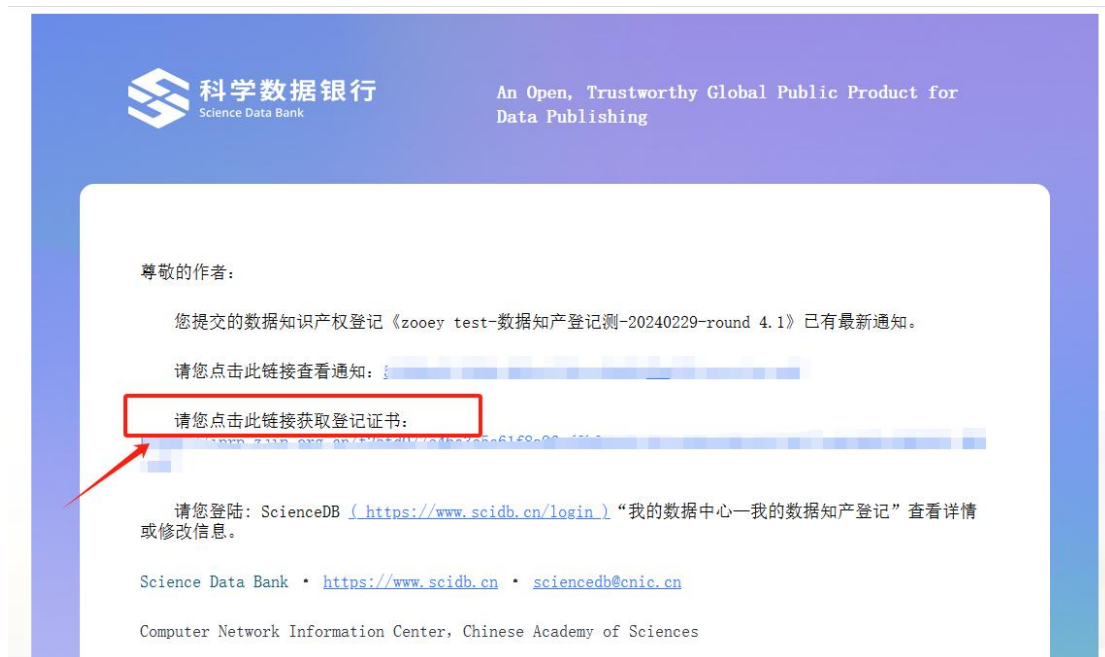 科学数据银行
Science Data Bank
An Open, Trustworthy Global Public Product for
Data Publishing
尊敬的作者：
您提交的数据知识产权登记《zooey test-数据知产登记测-20240229-round 4.1》已有最新通知。
请您点击此链接查看通知：
请您点击此链接获取登记证书：
请您登陆：ScienceDB ( https://www.scidb.cn/login ) “我的数据中心—我的数据知产登记” 查看详情
或修改信息。
Science Data Bank • https://www.scidb.cn • sciencedb@cnic.cn
Computer Network Information Center, Chinese Academy of Sciences